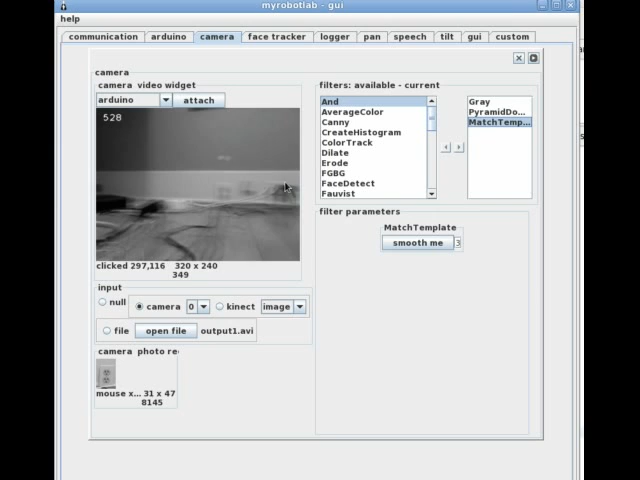 myrobotlab - gui
help
communication arduino camera face tracker logger pan speech tilt gui custom
camera
camera video widget
arduino attach
528
clicked 297,116 320 x 240
349
input
null camera 0 kinect image
file open file output1.avi
camera photo re
mouse x... 31 x 47
8145
filters: available - current
And
AverageColor
Canny
CreateHistogram
ColorTrack
Dilate
Erode
FGBG
FaceDetect
Fauvist
Gray
PyramidDo...
MatchTemp...
filter parameters
MatchTemplate
smooth me 3